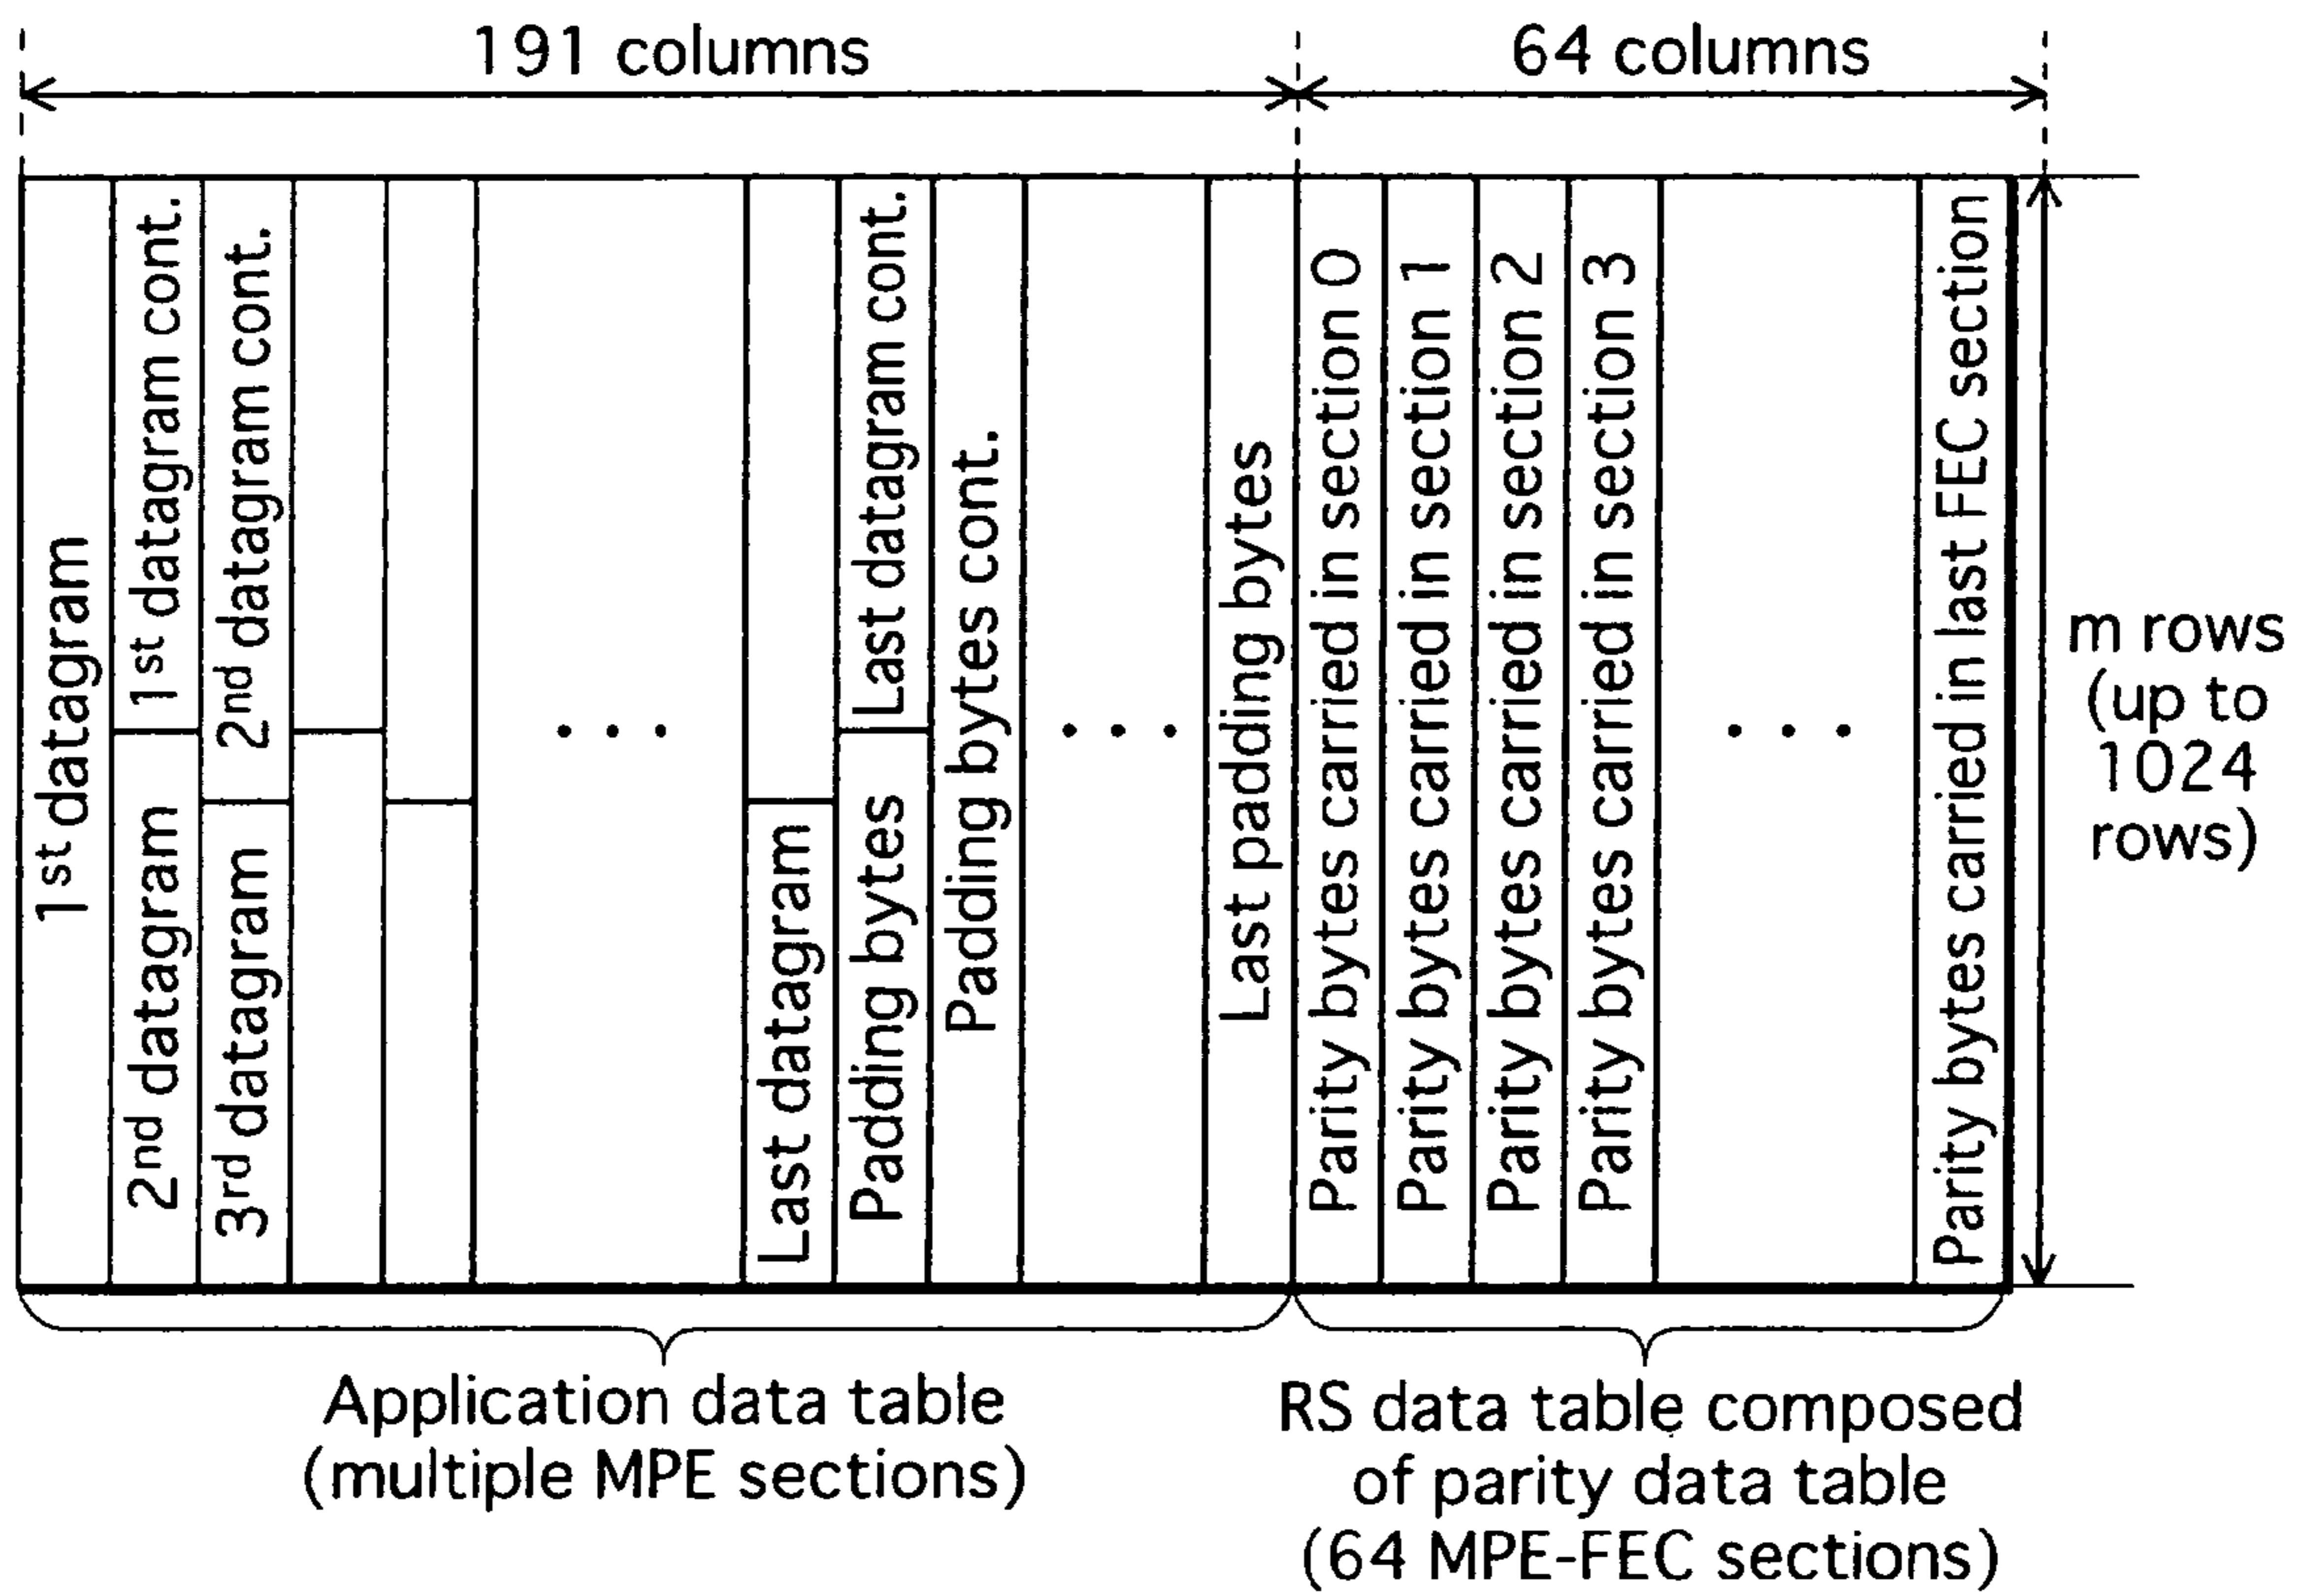 191 columns
64 columns
1st datagram
1st datagram cont.
2nd datagram
2nd datagram cont.
3rd datagram
. . .
Last datagram
Last datagram cont.
Padding bytes
Padding bytes cont.
. . .
Last padding bytes
Parity bytes carried in section 0
Parity bytes carried in section 1
Parity bytes carried in section 2
Parity bytes carried in section 3
. . .
Parity bytes carried in last FEC section
m rows
(up to
1024
rows)
Application data table
(multiple MPE sections)
RS data table composed
of parity data table
(64 MPE-FEC sections)